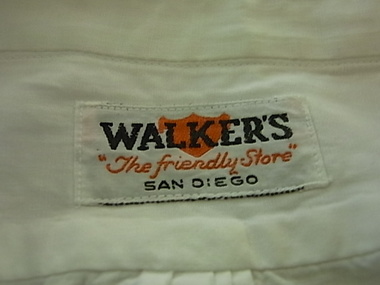 WALKER'S
"The friendly Store"
SAN DIEGO